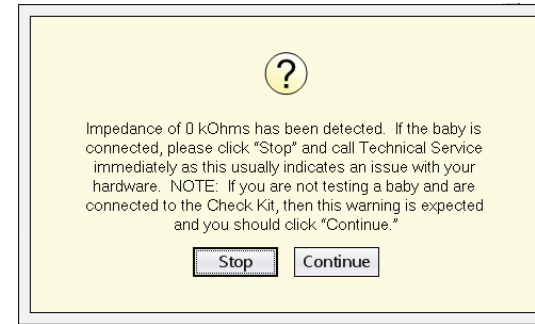 ?
Impedance of 0 kOhms has been detected.  If the baby is
connected, please click "Stop" and call Technical Service
immediately as this usually indicates an issue with your
hardware.  NOTE:  If you are not testing a baby and are
connected to the Check Kit, then this warning is expected
and you should click "Continue."
Stop Continue